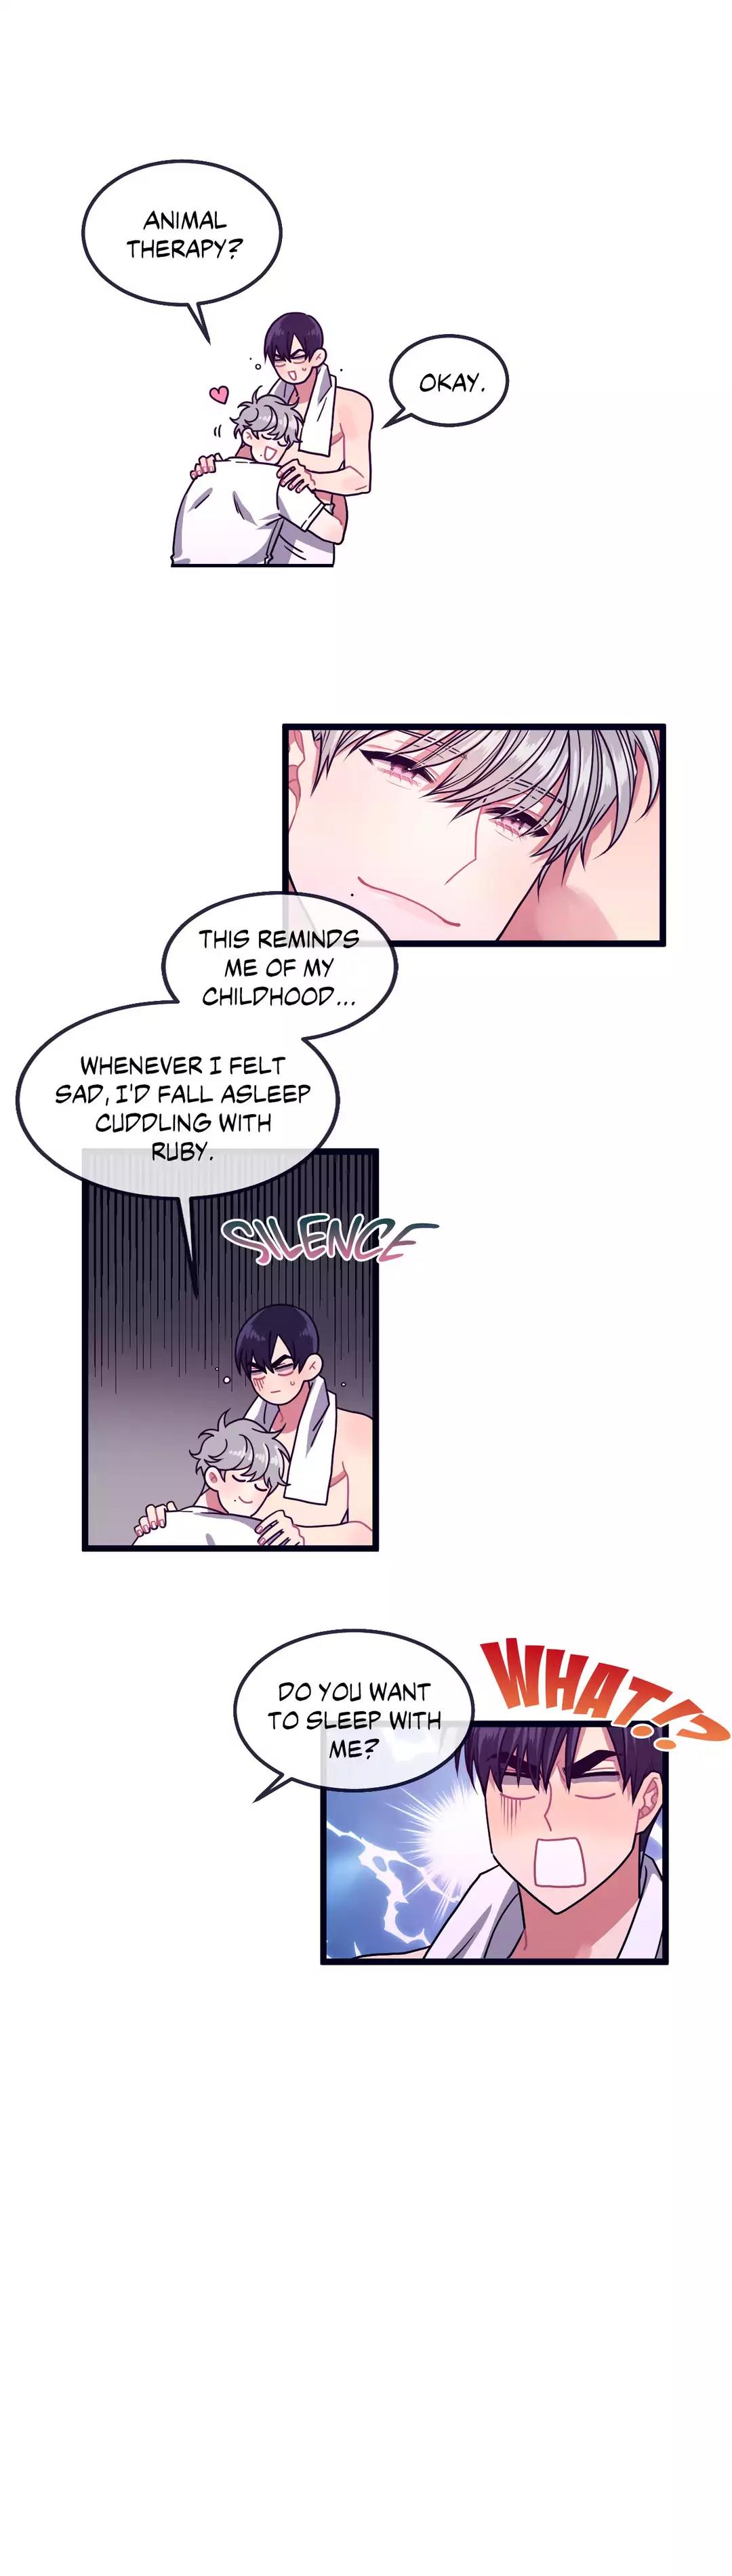 ANIMAL
THERAPY?
OKAY.
THIS REMINDS
ME OF MY
CHILDHOOD...
WHENEVER I FELT
SAD, I'D FALL ASLEEP
CUDDLING WITH
RUBY.
SILENCE
WHAT!?
DO YOU WANT
TO SLEEP WITH
ME?